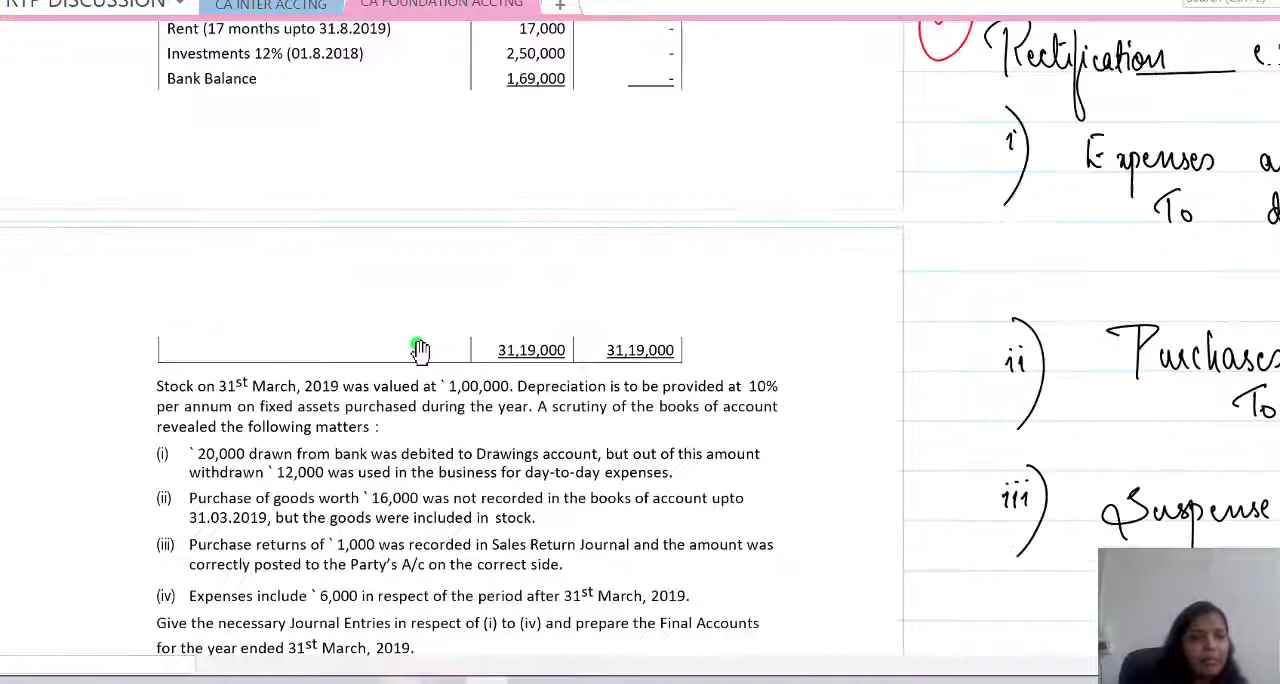 RTP DISCUSSION
CA INTER ACCTNG
CA FOUNDATION ACCTNG
Rent (17 months upto 31.8.2019) 17,000 -
Investments 12% (01.8.2018) 2,50,000 -
Bank Balance 1,69,000 -
31,19,000 31,19,000
Stock on 31st March, 2019 was valued at ` 1,00,000. Depreciation is to be provided at 10%
per annum on fixed assets purchased during the year. A scrutiny of the books of account
revealed the following matters :
(i) ` 20,000 drawn from bank was debited to Drawings account, but out of this amount
withdrawn ` 12,000 was used in the business for day-to-day expenses.
(ii) Purchase of goods worth ` 16,000 was not recorded in the books of account upto
31.03.2019, but the goods were included in stock.
(iii) Purchase returns of ` 1,000 was recorded in Sales Return Journal and the amount was
correctly posted to the Party's A/c on the correct side.
(iv) Expenses include ` 6,000 in respect of the period after 31st March, 2019.
Give the necessary Journal Entries in respect of (i) to (iv) and prepare the Final Accounts
for the year ended 31st March, 2019.
Rectification
i) Expenses a
To d
ii) Purchases
To
iii) Suspense